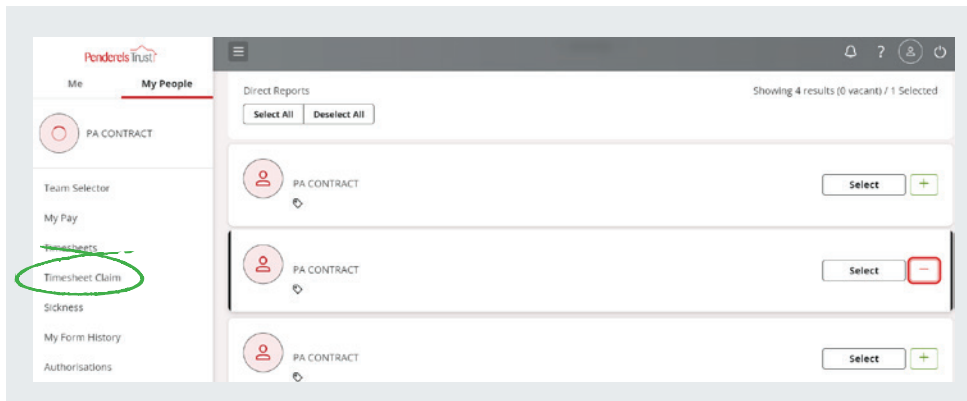 Penderels Trust
Me My People
PA CONTRACT
Team Selector
My Pay
Timesheets
Timesheet Claim
Sickness
My Form History
Authorisations
?
Direct Reports
Showing 4 results (0 vacant) / 1 Selected
Select All Deselect All
PA CONTRACT
Select +
PA CONTRACT
Select −
PA CONTRACT
Select +